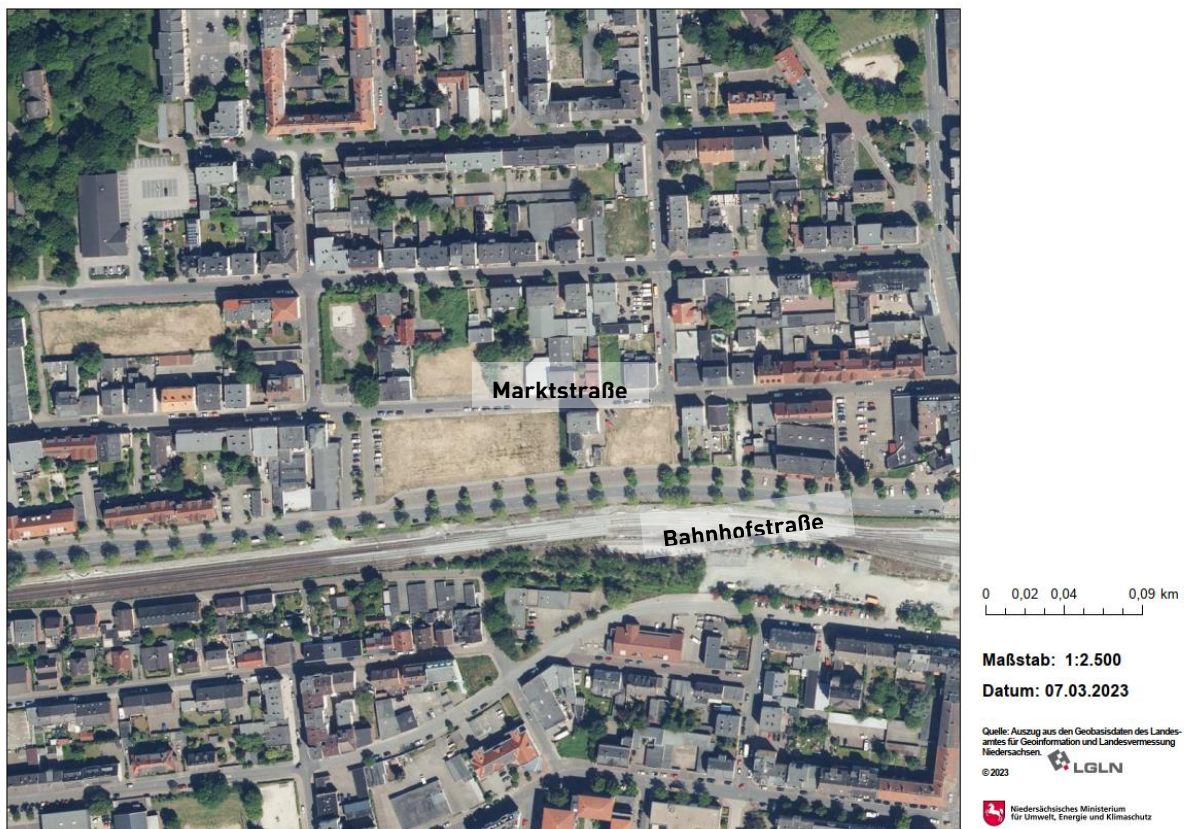 Marktstraße
Bahnhofstraße
0 0,02 0,04 0,09 km
Maßstab: 1:2.500
Datum: 07.03.2023
Quelle: Auszug aus den Geobasisdaten des Landes-
amtes für Geoinformation und Landesvermessung
Niedersachsen.
©2023
LGLN
Niedersächsisches Ministerium
für Umwelt, Energie und Klimaschutz